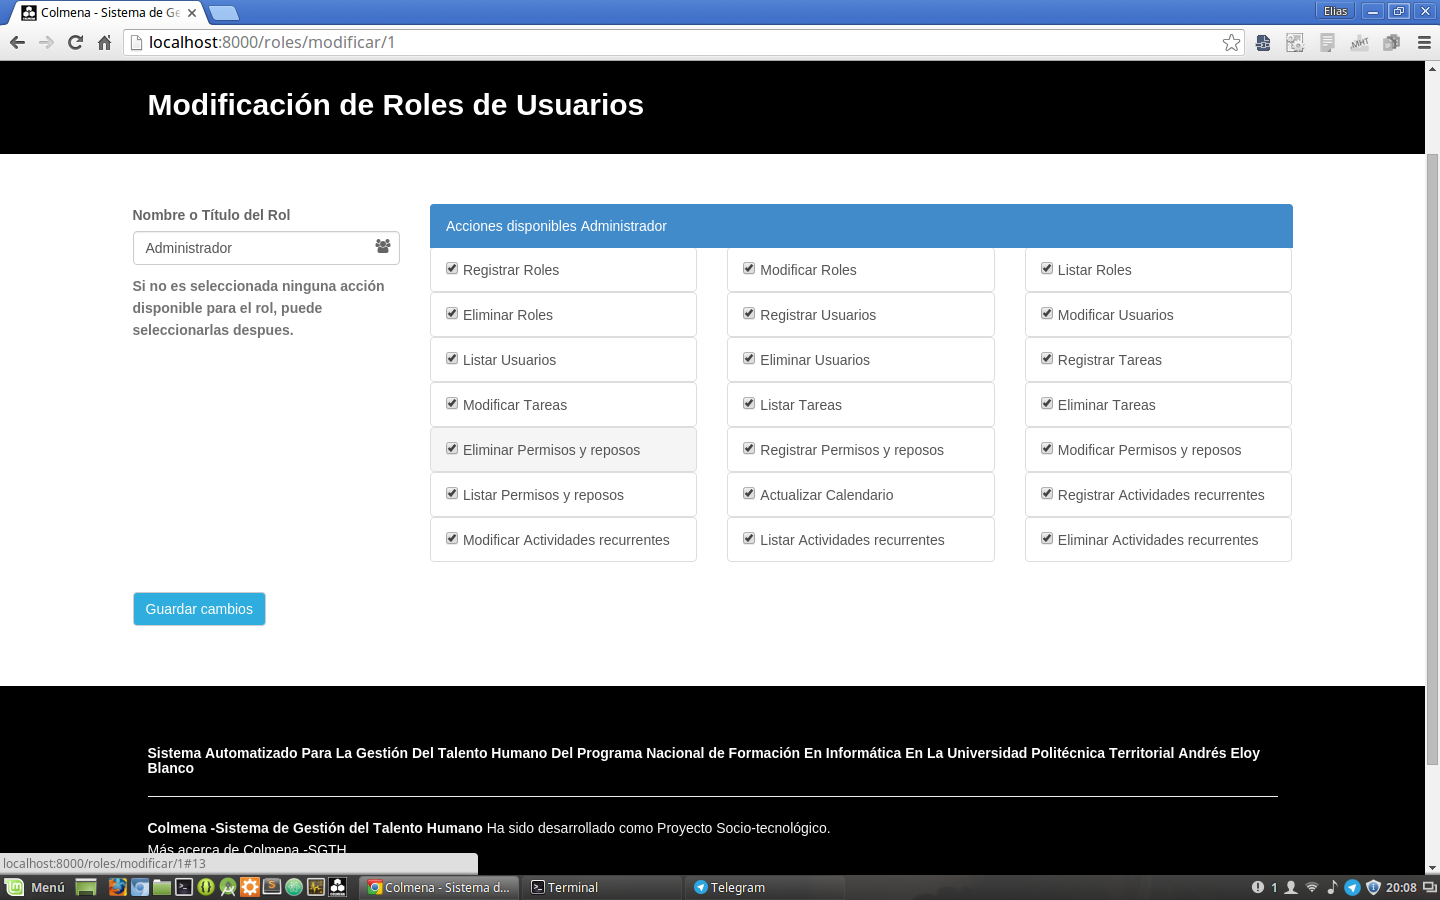 Colmena - Sistema de Ge
Elias
localhost:8000/roles/modificar/1
MHT
Modificación de Roles de Usuarios
Nombre o Título del Rol
Administrador
Si no es seleccionada ninguna acción
disponible para el rol, puede
seleccionarlas despues.
Acciones disponibles Administrador
Registrar Roles
Modificar Roles
Listar Roles
Eliminar Roles
Registrar Usuarios
Modificar Usuarios
Listar Usuarios
Eliminar Usuarios
Registrar Tareas
Modificar Tareas
Listar Tareas
Eliminar Tareas
Eliminar Permisos y reposos
Registrar Permisos y reposos
Modificar Permisos y reposos
Listar Permisos y reposos
Actualizar Calendario
Registrar Actividades recurrentes
Modificar Actividades recurrentes
Listar Actividades recurrentes
Eliminar Actividades recurrentes
Guardar cambios
Sistema Automatizado Para La Gestión Del Talento Humano Del Programa Nacional de Formación En Informática En La Universidad Politécnica Territorial Andrés Eloy
Blanco
Colmena -Sistema de Gestión del Talento Humano Ha sido desarrollado como Proyecto Socio-tecnológico.
Más acerca de Colmena -SGTH
localhost:8000/roles/modificar/1#13
Menú
Colmena - Sistema d...
Terminal
Telegram
1
20:08